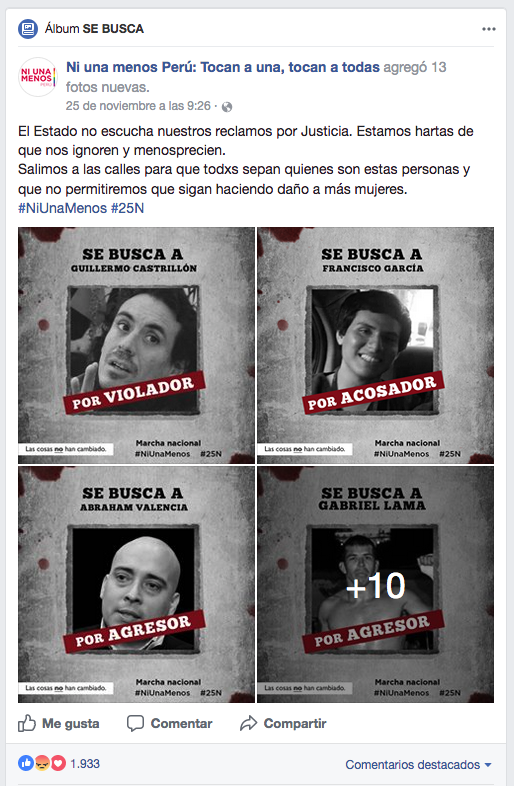 Álbum SE BUSCA
NI UNA
MENOS
PERÚ
Ni una menos Perú: Tocan a una, tocan a todas agregó 13
fotos nuevas.
25 de noviembre a las 9:26 ·
El Estado no escucha nuestros reclamos por Justicia. Estamos hartas de
que nos ignoren y menosprecien.
Salimos a las calles para que todxs sepan quienes son estas personas y
que no permitiremos que sigan haciendo daño a más mujeres.
#NiUnaMenos #25N
SE BUSCA A
GUILLERMO CASTRILLÓN
POR VIOLADOR
Las cosas no han cambiado.
Marcha nacional
#NiUnaMenos #25N
SE BUSCA A
FRANCISCO GARCÍA
POR ACOSADOR
Las cosas no han cambiado.
Marcha nacional
#NiUnaMenos #25N
SE BUSCA A
ABRAHAM VALENCIA
POR AGRESOR
Las cosas no han cambiado.
Marcha nacional
#NiUnaMenos #25N
SE BUSCA A
GABRIEL LAMA
+10
POR AGRESOR
Las cosas no han cambiado.
Marcha nacional
#NiUnaMenos #25N
Me gusta Comentar Compartir
1.933 Comentarios destacados